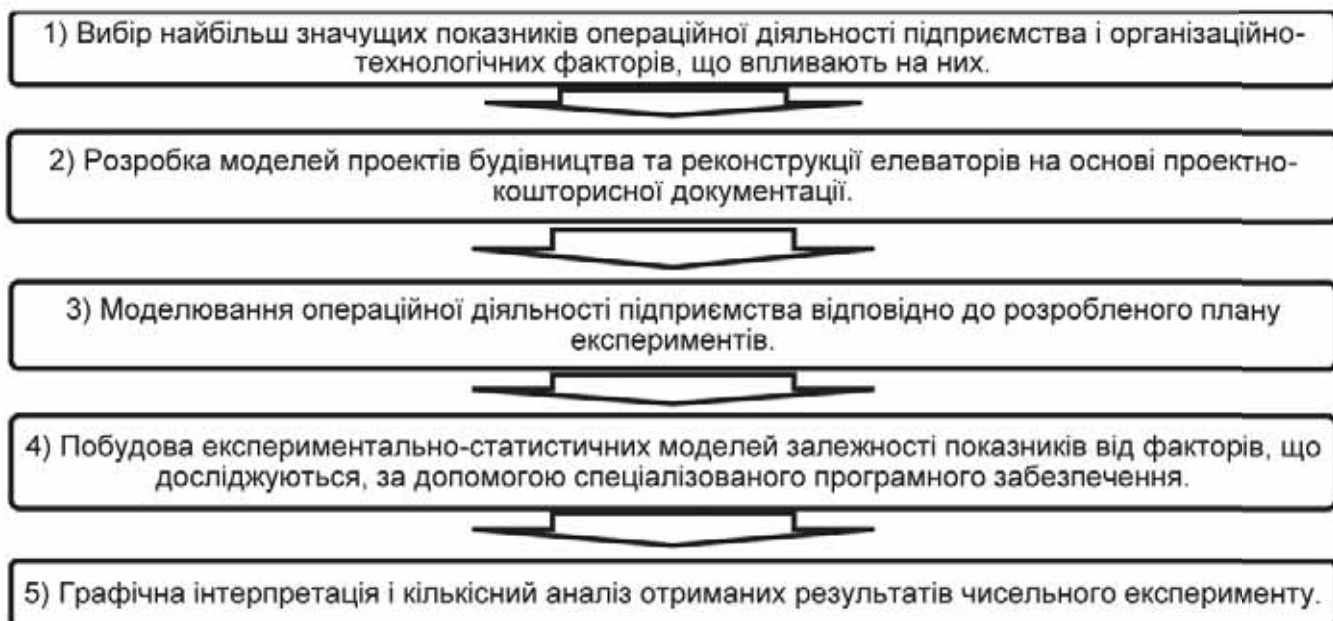 1) Вибір найбільш значущих показників операційної діяльності підприємства і організаційно-
технологічних факторів, що впливають на них.
2) Розробка моделей проектів будівництва та реконструкції елеваторів на основі проектно-
кошторисної документації.
3) Моделювання операційної діяльності підприємства відповідно до розробленого плану
експериментів.
4) Побудова експериментально-статистичних моделей залежності показників від факторів, що
досліджуються, за допомогою спеціалізованого програмного забезпечення.
5) Графічна інтерпретація і кількісний аналіз отриманих результатів чисельного експерименту.